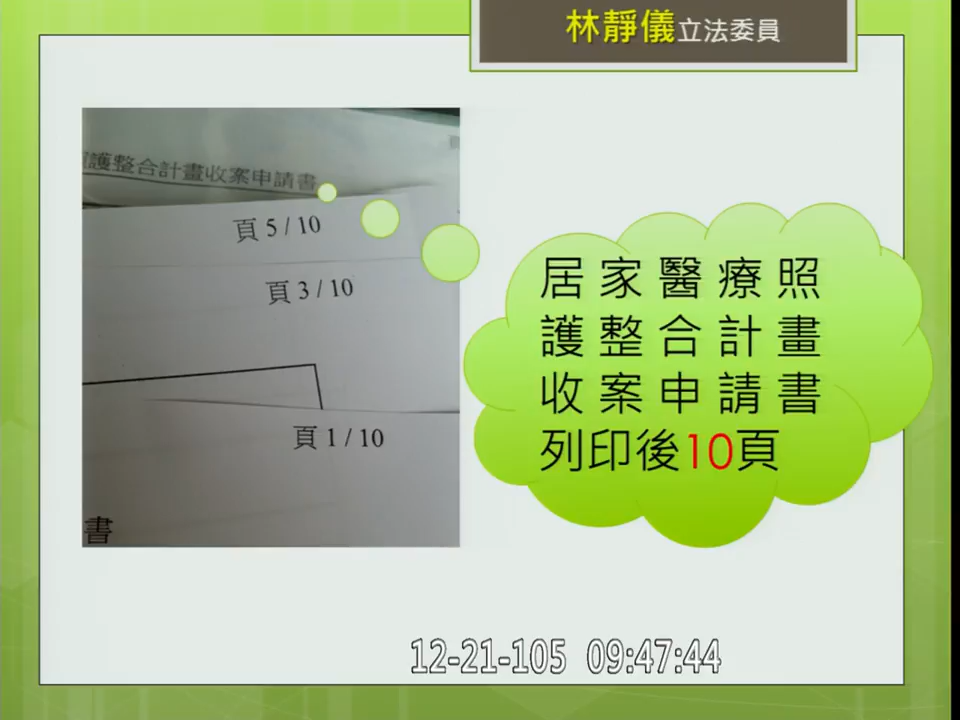 林靜儀立法委員
護整合計畫收案申請書
頁 5 / 10
頁 3 / 10
頁 1 / 10
書
居家醫療照
護整合計畫
收案申請書
列印後10頁
12-21-105 09:47:44